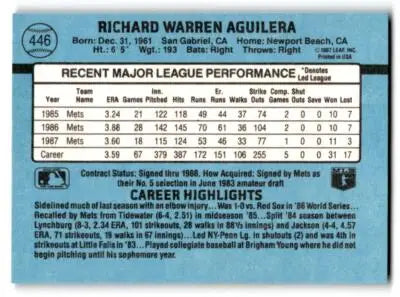 446
RICHARD WARREN AGUILERA
Born: Dec. 31, 1961 San Gabriel, CA Home: Newport Beach, CA
Ht.: 6' 5" Wgt.: 193 Bats: Right Throws: Right
© 1987 LEAF, INC.
Printed in USA
RECENT MAJOR LEAGUE PERFORMANCE *Denotes Led League
Year Team Name ERA Games Inn. Pitched Hits Runs Er. Runs Walks Strike Outs Comp. Games Shut Outs Save Won Lost
1985 Mets 3.24 21 122 118 49 44 37 74 2 0 0 10 7
1986 Mets 3.88 28 142 145 70 61 36 104 2 0 0 10 7
1987 Mets 3.60 18 115 124 53 46 33 77 1 0 0 11 3
Career 3.59 67 379 387 172 151 106 255 5 0 0 31 17
Contract Status: Signed thru 1988. How Acquired: Signed by Mets as
their No. 5 selection in June 1983 amateur draft
CAREER HIGHLIGHTS
Sidelined much of last season with an elbow injury... Was 1-0 vs. Red Sox in '86 World Series...
Recalled by Mets from Tidewater (6-4, 2.51) in midseason '85... Split '84 season between
Lynchburg (8-3, 2.34 ERA, 101 strikeouts, 28 walks in 88⅓ innings) and Jackson (4-4, 4.57
ERA, 71 strikeouts, 19 walks in 67 innings)... Led NY-Penn Lg. in shutouts (2) and was 4th in
strikeouts at Little Falls in '83... Played collegiate baseball at Brigham Young where he did not
begin pitching until his sophomore year.